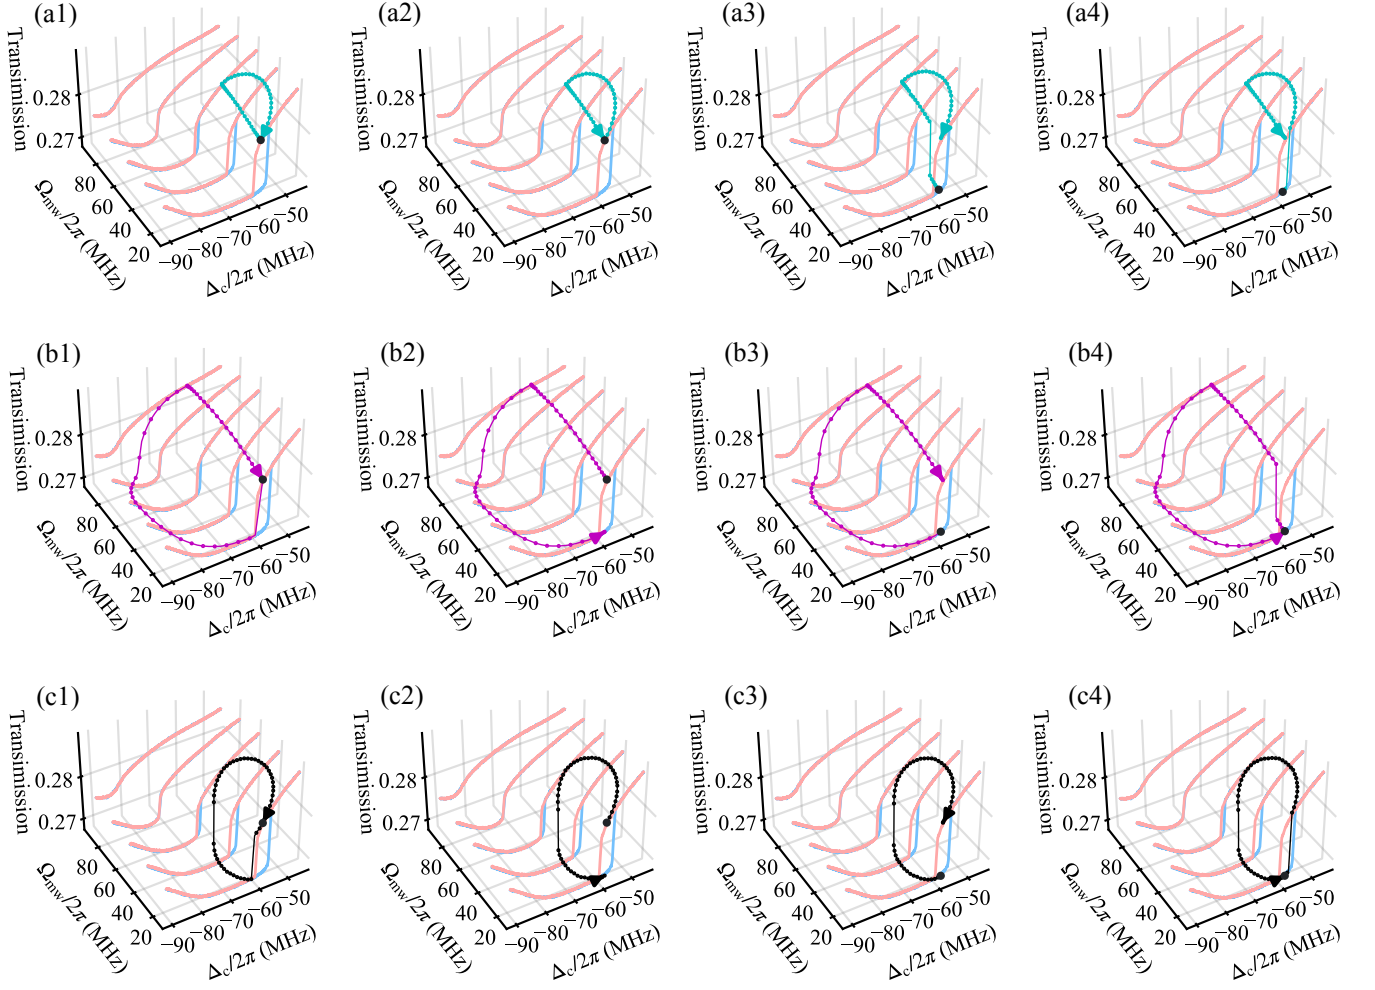 (a1) (a2) (a3) (a4)
Transimission Transimission Transimission Transimission
0.28 0.28 0.28 0.28
0.27 0.27 0.27 0.27
80 80 80 80
60 60 60 60
40 40 40 40
20 20 20 20
−90 −80 −70 −60 −50 −90 −80 −70 −60 −50 −90 −80 −70 −60 −50 −90 −80 −70 −60 −50
Ωmw/2π (MHz) Ωmw/2π (MHz) Ωmw/2π (MHz) Ωmw/2π (MHz)
Δc/2π (MHz) Δc/2π (MHz) Δc/2π (MHz) Δc/2π (MHz)
(b1) (b2) (b3) (b4)
Transimission Transimission Transimission Transimission
0.28 0.28 0.28 0.28
0.27 0.27 0.27 0.27
80 80 80 80
60 60 60 60
40 40 40 40
20 20 20 20
−90 −80 −70 −60 −50 −90 −80 −70 −60 −50 −90 −80 −70 −60 −50 −90 −80 −70 −60 −50
Ωmw/2π (MHz) Ωmw/2π (MHz) Ωmw/2π (MHz) Ωmw/2π (MHz)
Δc/2π (MHz) Δc/2π (MHz) Δc/2π (MHz) Δc/2π (MHz)
(c1) (c2) (c3) (c4)
Transimission Transimission Transimission Transimission
0.28 0.28 0.28 0.28
0.27 0.27 0.27 0.27
80 80 80 80
60 60 60 60
40 40 40 40
20 20 20 20
−90 −80 −70 −60 −50 −90 −80 −70 −60 −50 −90 −80 −70 −60 −50 −90 −80 −70 −60 −50
Ωmw/2π (MHz) Ωmw/2π (MHz) Ωmw/2π (MHz) Ωmw/2π (MHz)
Δc/2π (MHz) Δc/2π (MHz) Δc/2π (MHz) Δc/2π (MHz)